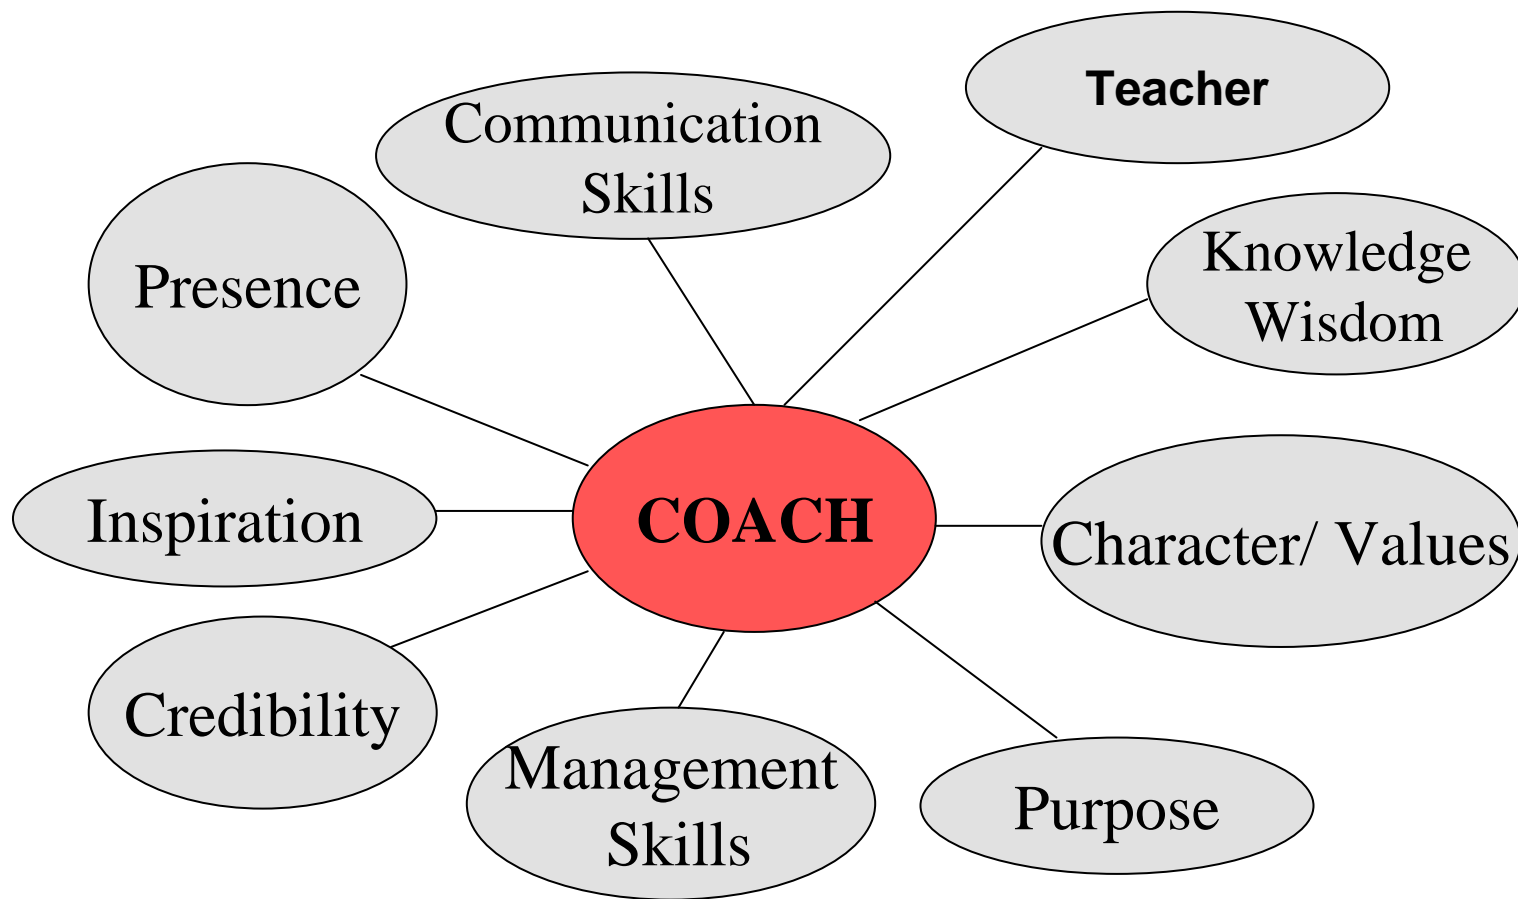 Teacher
Communication
Skills
Knowledge
Wisdom
Presence
Inspiration
COACH
Character/ Values
Credibility
Management
Skills
Purpose